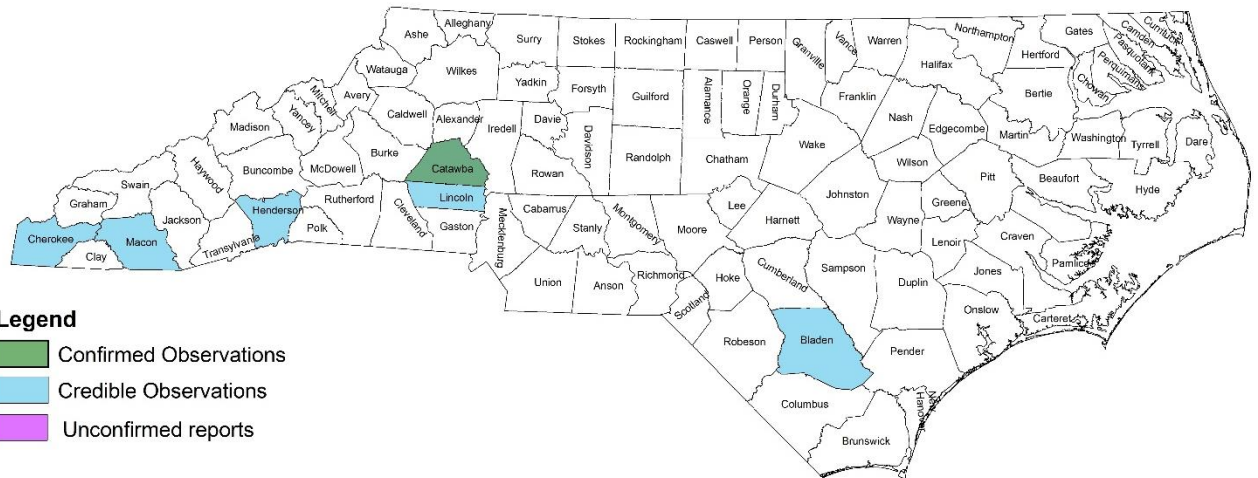 Alleghany
Ashe
Surry
Stokes
Rockingham
Caswell
Person
Granville
Vance
Warren
Northampton
Gates
Camden
Currituck
Pasquotank
Perquimans
Hertford
Halifax
Watauga
Wilkes
Yadkin
Forsyth
Guilford
Alamance
Orange
Durham
Franklin
Bertie
Chowan
Mitchell
Avery
Yancey
Caldwell
Alexander
Iredell
Davie
Davidson
Nash
Edgecombe
Martin
Washington
Tyrrell
Dare
Madison
Burke
McDowell
Catawba
Rowan
Randolph
Chatham
Wake
Wilson
Pitt
Beaufort
Hyde
Haywood
Buncombe
Swain
Graham
Jackson
Henderson
Rutherford
Lincoln
Cleveland
Gaston
Mecklenburg
Cabarrus
Stanly
Montgomery
Moore
Lee
Harnett
Johnston
Wayne
Greene
Lenoir
Craven
Pamlico
Cherokee
Macon
Clay
Transylvania
Polk
Union
Anson
Richmond
Scotland
Hoke
Cumberland
Sampson
Duplin
Jones
Onslow
Carteret
Robeson
Bladen
Pender
Columbus
New
Hanover
Brunswick
Legend
Confirmed Observations
Credible Observations
Unconfirmed reports